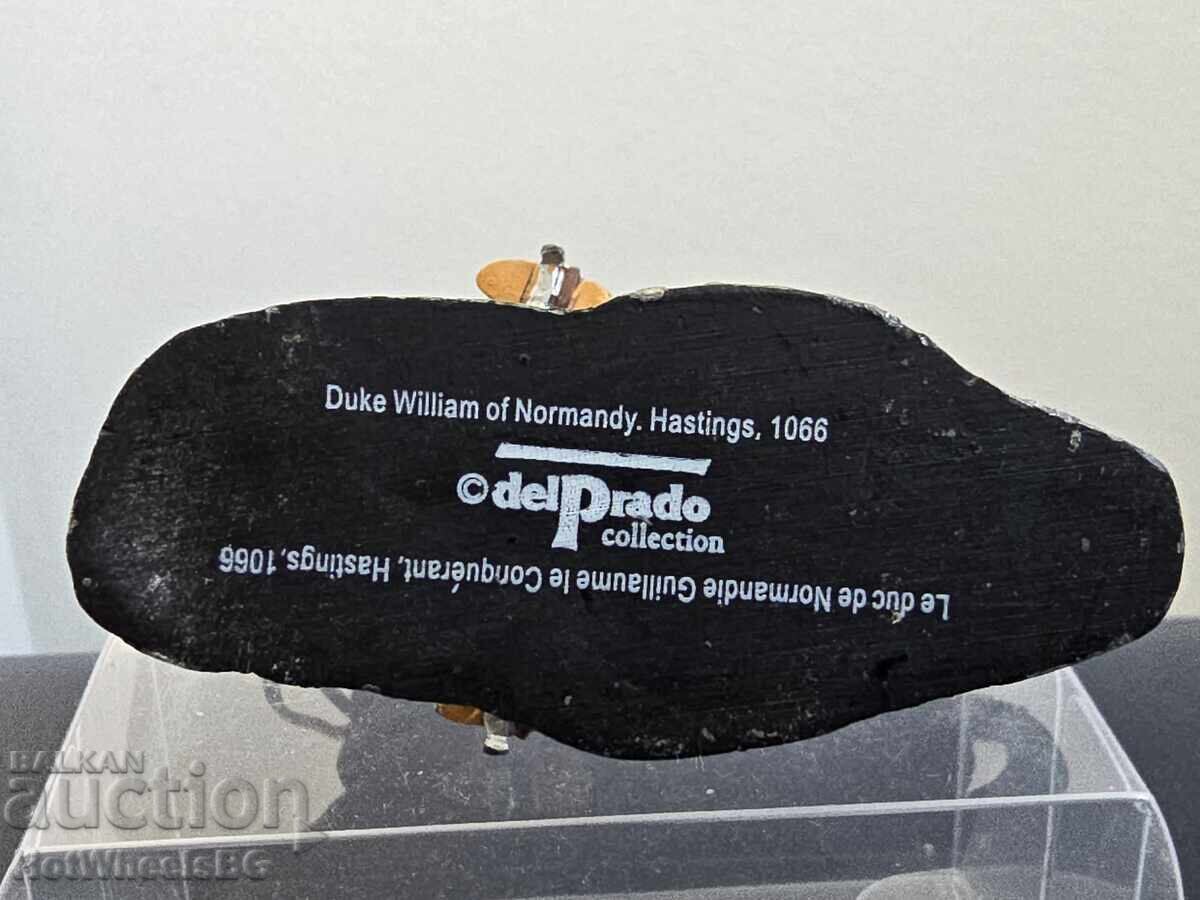 Duke William of Normandy. Hastings, 1066
© delPrado
collection
Le duc de Normandie Guillaume le Conquérant, Hastings,1066
BALKAN
auction
HotWheelsBG